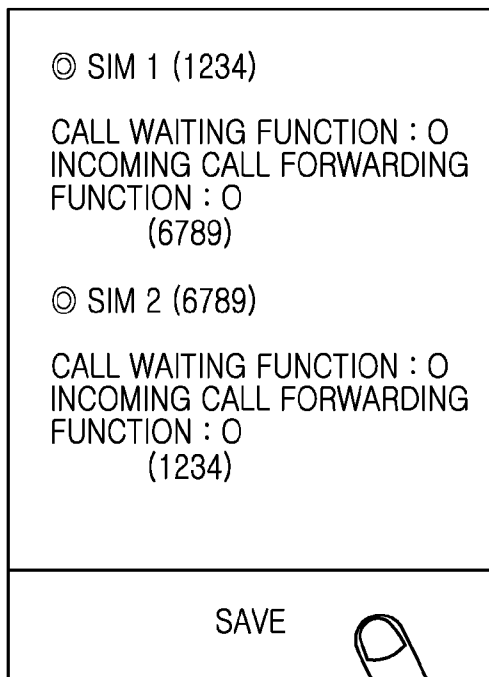 ◎ SIM 1 (1234)
CALL WAITING FUNCTION : O
INCOMING CALL FORWARDING
FUNCTION : O
(6789)
◎ SIM 2 (6789)
CALL WAITING FUNCTION : O
INCOMING CALL FORWARDING
FUNCTION : O
(1234)
SAVE